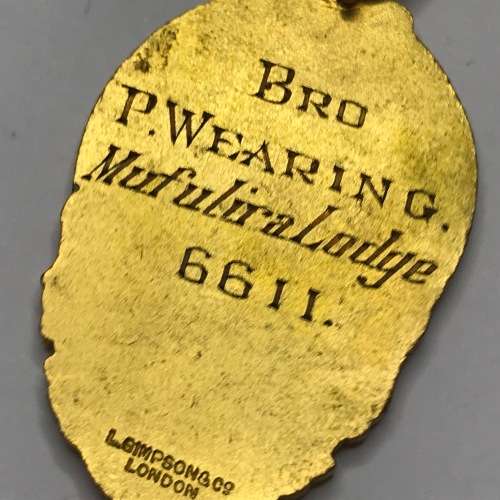 BRO
P. WEARING.
Mufulira Lodge
6611.
L. SIMPSON & Co
LONDON